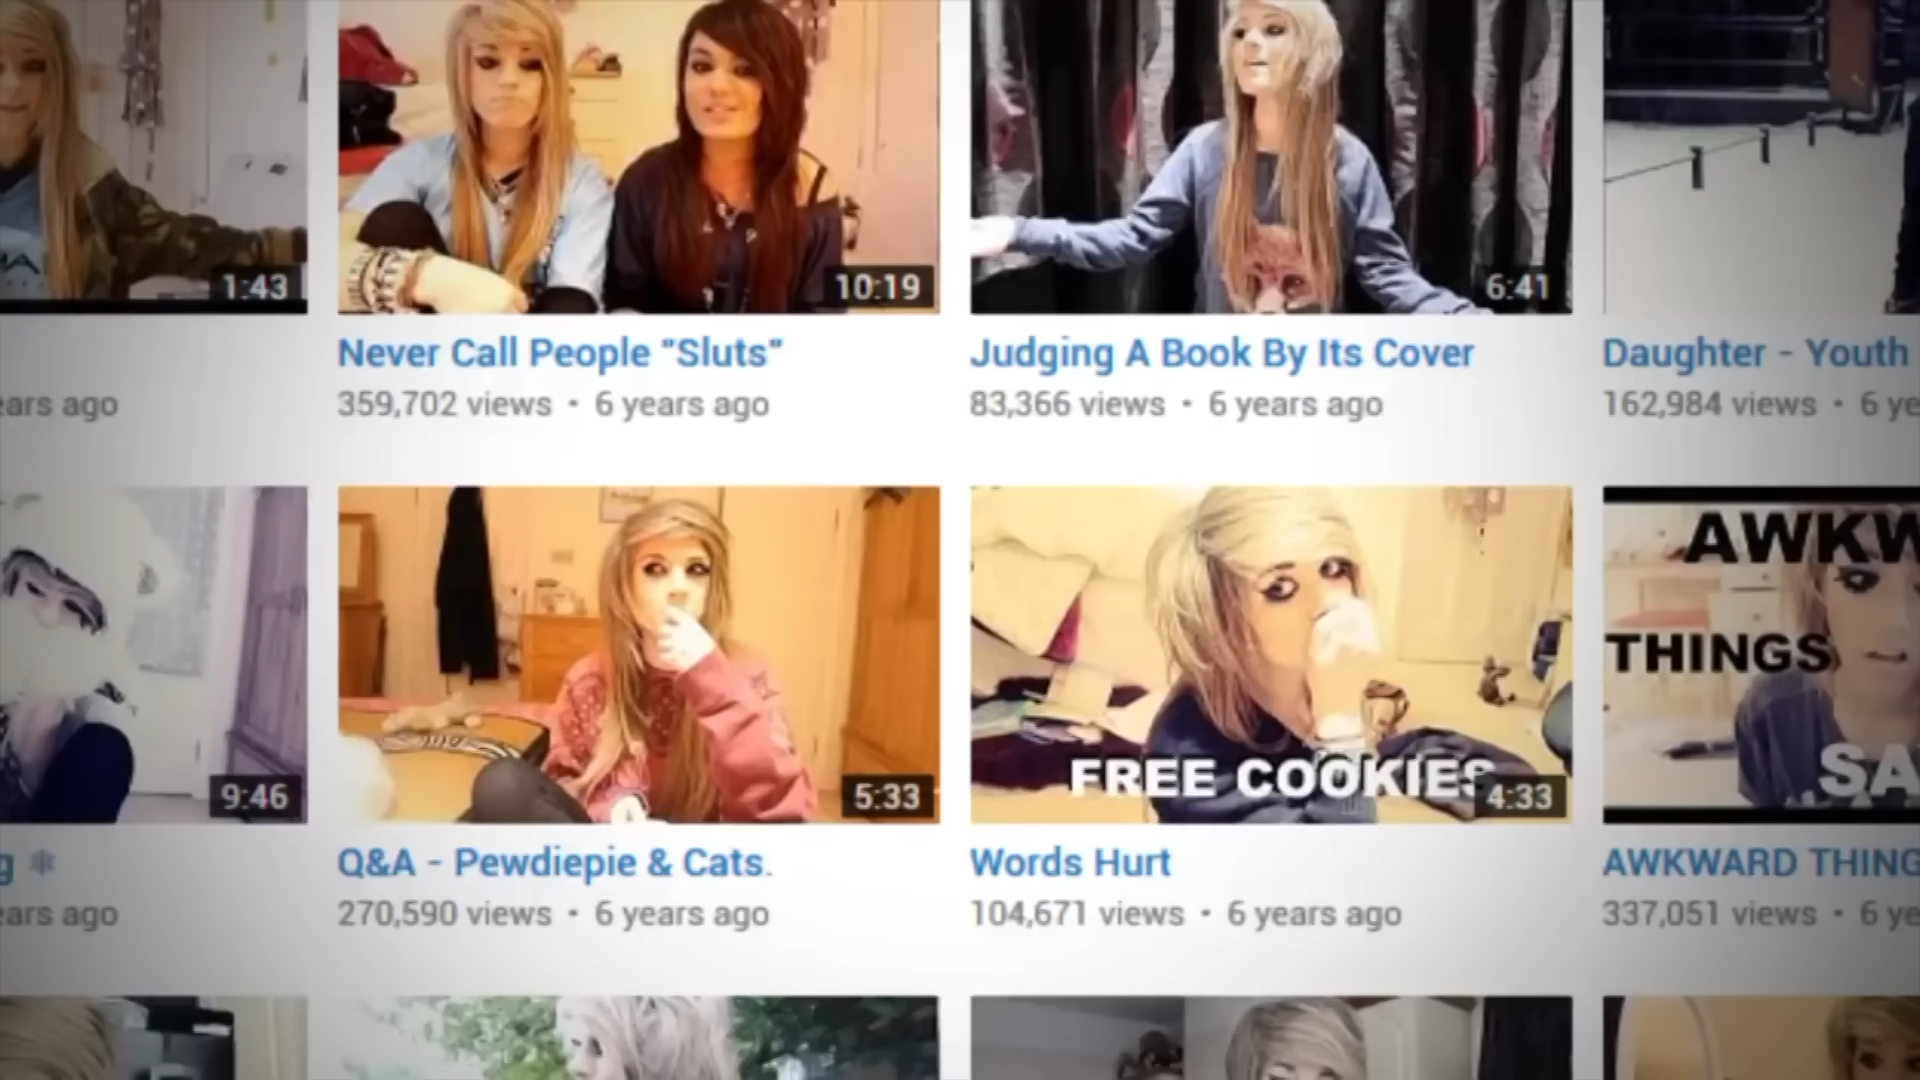 1:43
10:19
6:41
Never Call People "Sluts"
Judging A Book By Its Cover
Daughter - Youth
ears ago
359,702 views • 6 years ago
83,366 views • 6 years ago
162,984 views • 6 ye
AWKW
THINGS
SA
FREE COOKIES
9:46
5:33
4:33
g ❄
Q&A - Pewdiepie & Cats.
Words Hurt
AWKWARD THING
ears ago
270,590 views • 6 years ago
104,671 views • 6 years ago
337,051 views • 6 ye